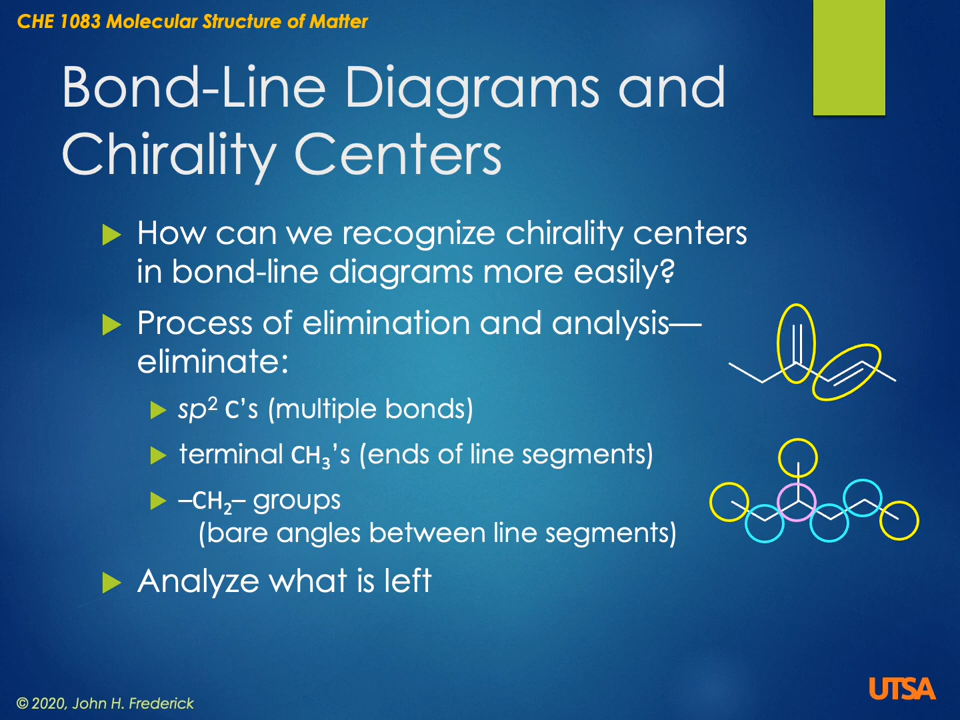 CHE 1083 Molecular Structure of Matter
Bond-Line Diagrams and
Chirality Centers
How can we recognize chirality centers
in bond-line diagrams more easily?
Process of elimination and analysis—
eliminate:
sp² C's (multiple bonds)
terminal CH₃'s (ends of line segments)
–CH₂– groups
(bare angles between line segments)
Analyze what is left
© 2020, John H. Frederick
UTSA